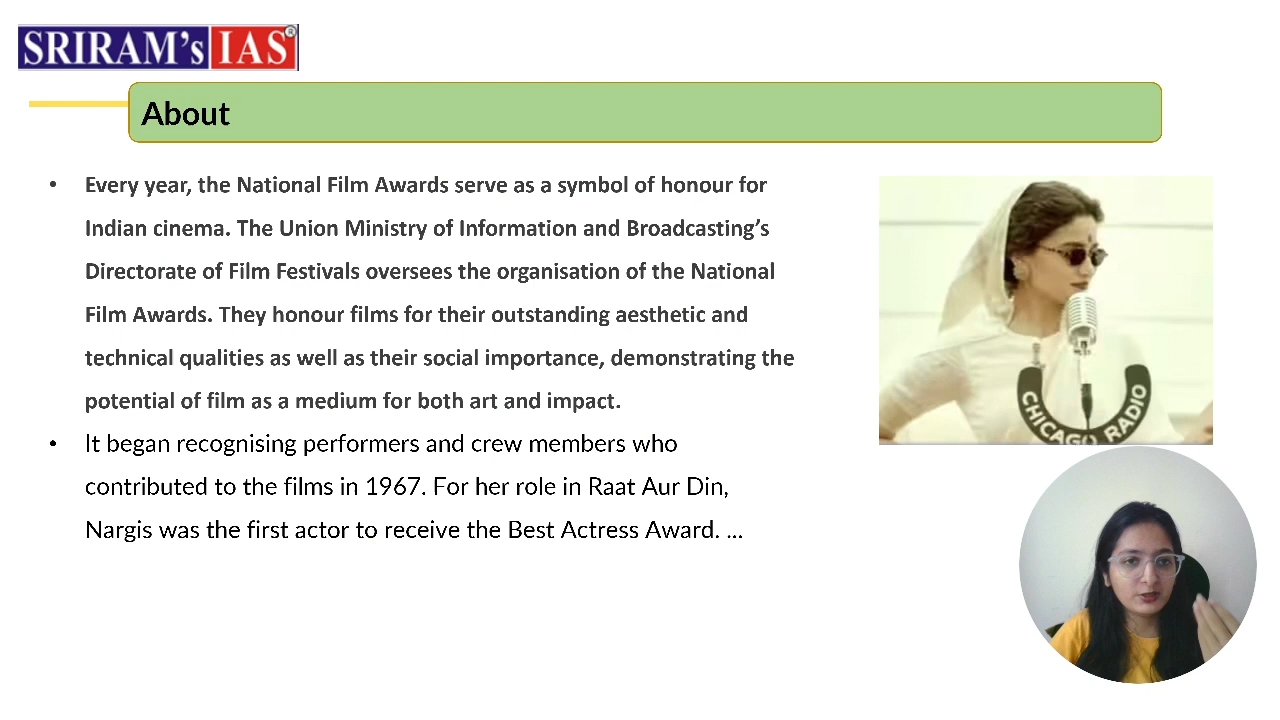 SRIRAM's IAS®
About
• Every year, the National Film Awards serve as a symbol of honour for
Indian cinema. The Union Ministry of Information and Broadcasting’s
Directorate of Film Festivals oversees the organisation of the National
Film Awards. They honour films for their outstanding aesthetic and
technical qualities as well as their social importance, demonstrating the
potential of film as a medium for both art and impact.
• It began recognising performers and crew members who
contributed to the films in 1967. For her role in Raat Aur Din,
Nargis was the first actor to receive the Best Actress Award. ...
CHICAGO RADIO